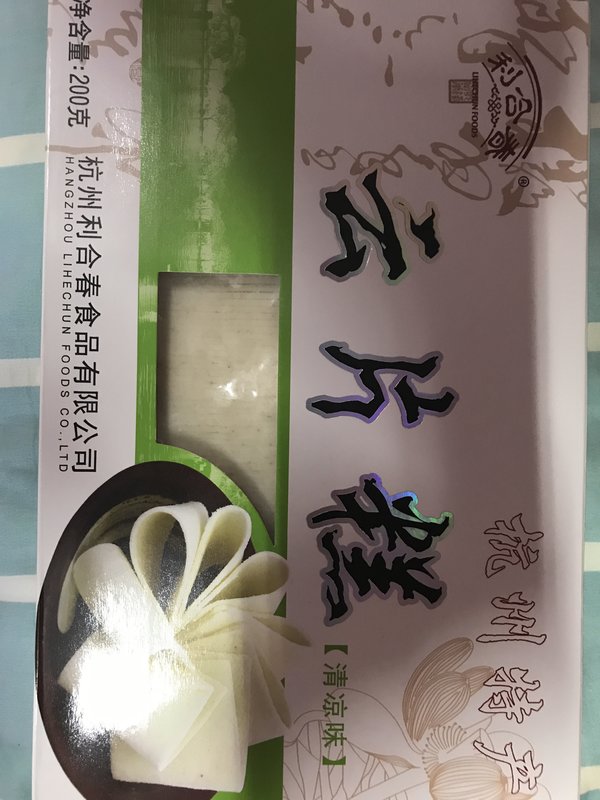 利合春
®
LIHECHUN FOODS
云片糕
杭州特产
【清凉味】
净含量:200克
杭州利合春食品有限公司
HANGZHOU LIHECHUN FOODS CO.,LTD